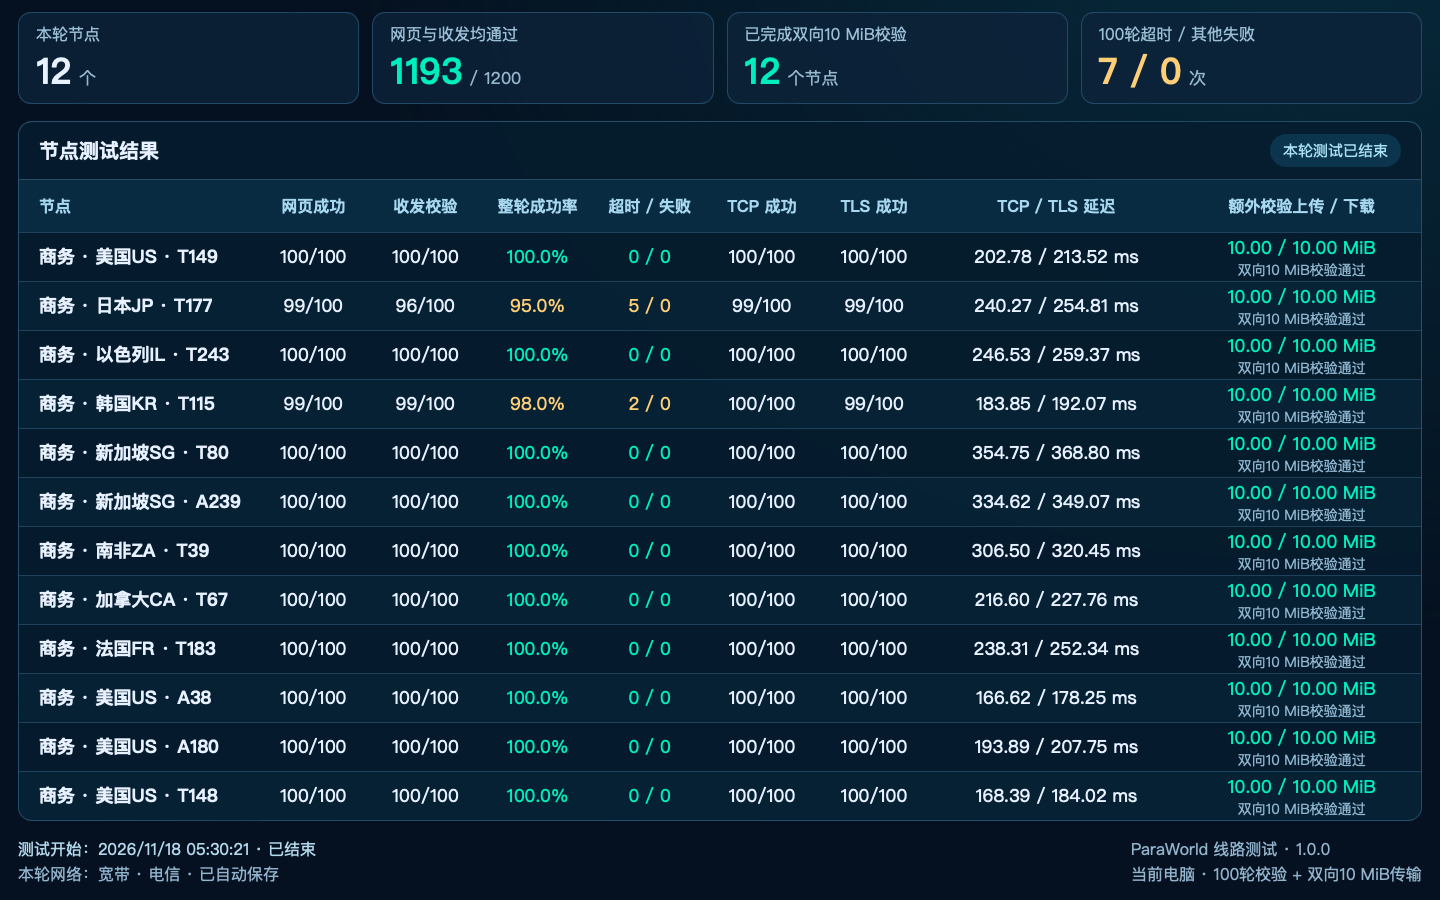 本轮节点
12 个
网页与收发均通过
1193 / 1200
已完成双向10 MiB校验
12 个节点
100轮超时 / 其他失败
7 / 0 次
节点测试结果
本轮测试已结束
节点 网页成功 收发校验 整轮成功率 超时 / 失败 TCP 成功 TLS 成功 TCP / TLS 延迟 额外校验上传 / 下载
商务 · 美国US · T149 100/100 100/100 100.0% 0 / 0 100/100 100/100 202.78 / 213.52 ms 10.00 / 10.00 MiB
双向10 MiB校验通过
商务 · 日本JP · T177 99/100 96/100 95.0% 5 / 0 99/100 99/100 240.27 / 254.81 ms 10.00 / 10.00 MiB
双向10 MiB校验通过
商务 · 以色列IL · T243 100/100 100/100 100.0% 0 / 0 100/100 100/100 246.53 / 259.37 ms 10.00 / 10.00 MiB
双向10 MiB校验通过
商务 · 韩国KR · T115 99/100 99/100 98.0% 2 / 0 100/100 99/100 183.85 / 192.07 ms 10.00 / 10.00 MiB
双向10 MiB校验通过
商务 · 新加坡SG · T80 100/100 100/100 100.0% 0 / 0 100/100 100/100 354.75 / 368.80 ms 10.00 / 10.00 MiB
双向10 MiB校验通过
商务 · 新加坡SG · A239 100/100 100/100 100.0% 0 / 0 100/100 100/100 334.62 / 349.07 ms 10.00 / 10.00 MiB
双向10 MiB校验通过
商务 · 南非ZA · T39 100/100 100/100 100.0% 0 / 0 100/100 100/100 306.50 / 320.45 ms 10.00 / 10.00 MiB
双向10 MiB校验通过
商务 · 加拿大CA · T67 100/100 100/100 100.0% 0 / 0 100/100 100/100 216.60 / 227.76 ms 10.00 / 10.00 MiB
双向10 MiB校验通过
商务 · 法国FR · T183 100/100 100/100 100.0% 0 / 0 100/100 100/100 238.31 / 252.34 ms 10.00 / 10.00 MiB
双向10 MiB校验通过
商务 · 美国US · A38 100/100 100/100 100.0% 0 / 0 100/100 100/100 166.62 / 178.25 ms 10.00 / 10.00 MiB
双向10 MiB校验通过
商务 · 美国US · A180 100/100 100/100 100.0% 0 / 0 100/100 100/100 193.89 / 207.75 ms 10.00 / 10.00 MiB
双向10 MiB校验通过
商务 · 美国US · T148 100/100 100/100 100.0% 0 / 0 100/100 100/100 168.39 / 184.02 ms 10.00 / 10.00 MiB
双向10 MiB校验通过
测试开始：2026/11/18 05:30:21 · 已结束
本轮网络：宽带 · 电信 · 已自动保存
ParaWorld 线路测试 · 1.0.0
当前电脑 · 100轮校验 + 双向10 MiB传输